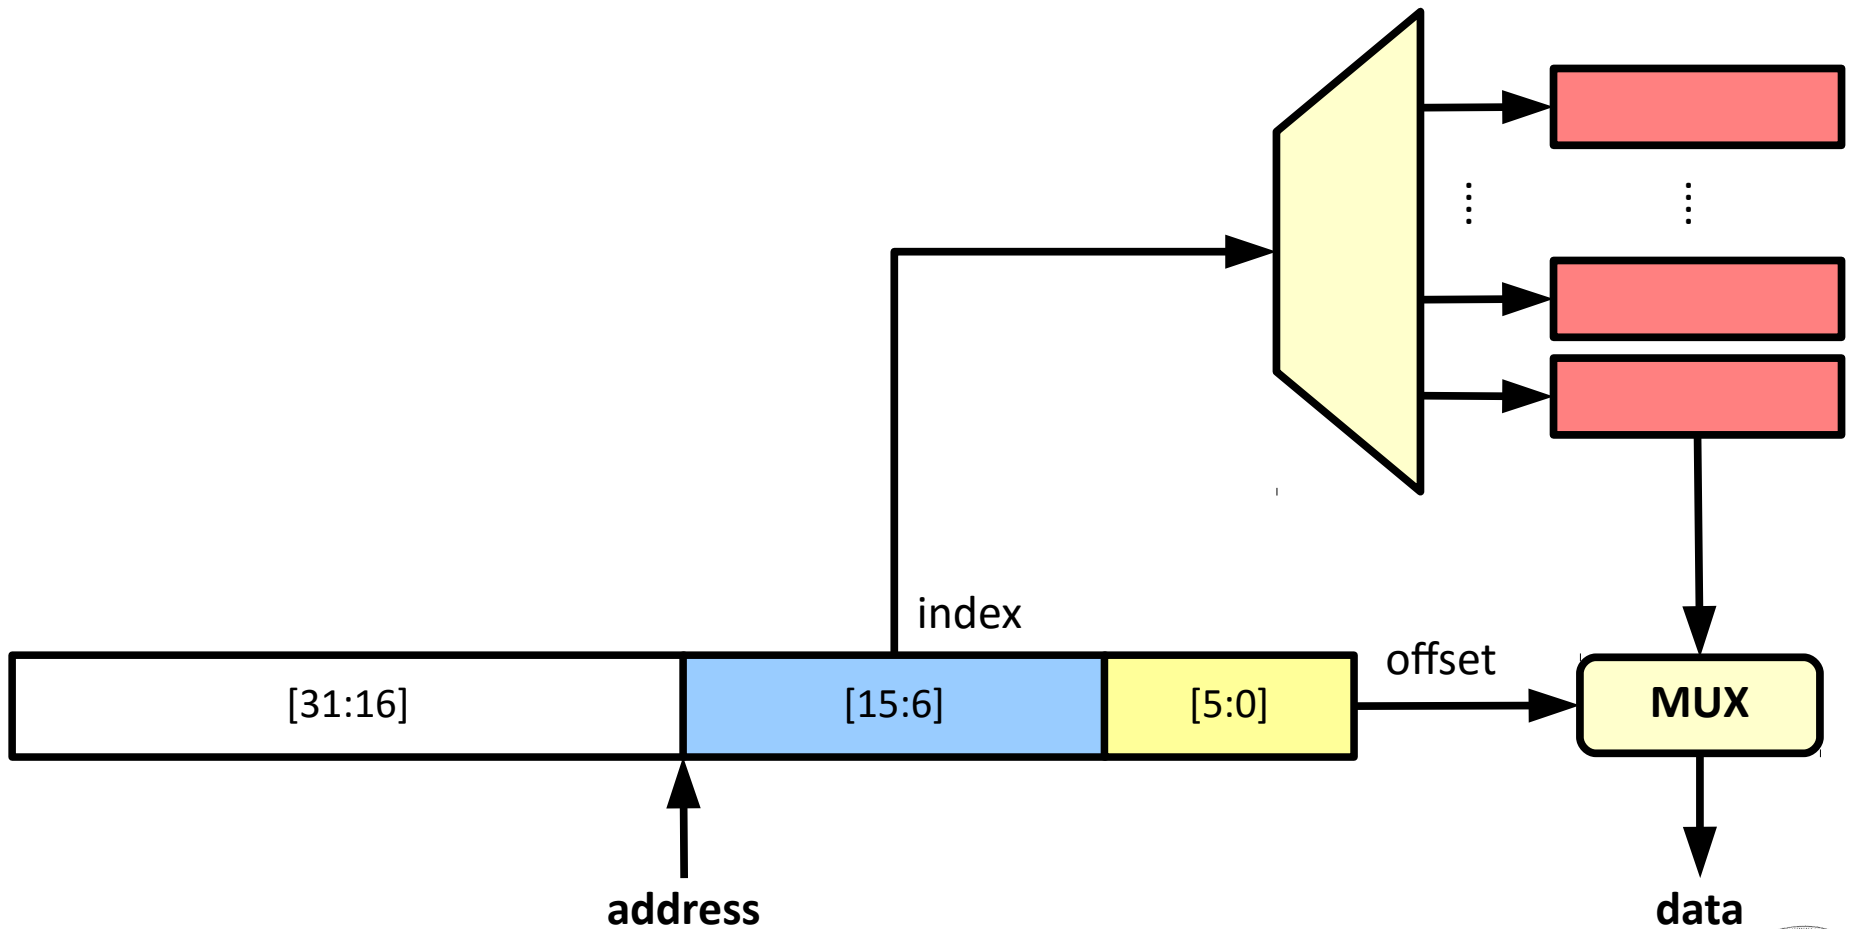 index
offset
[31:16]
[15:6]
[5:0]
MUX
address
data